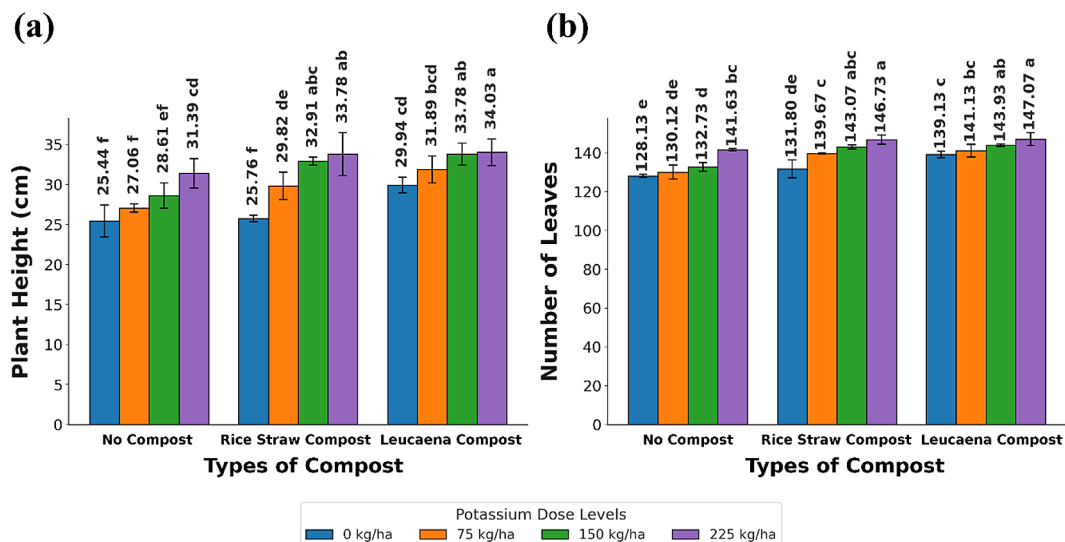 (a)
25.44 f
27.06 f
28.61 ef
31.39 cd
25.76 f
29.82 de
32.91 abc
33.78 ab
29.94 cd
31.89 bcd
33.78 ab
34.03 a
Plant Height (cm)
35
30
25
20
15
10
5
0
No Compost
Rice Straw Compost
Leucaena Compost
Types of Compost
(b)
128.13 e
130.12 de
132.73 d
141.63 bc
131.80 de
139.67 c
143.07 abc
146.73 a
139.13 c
141.13 bc
143.93 ab
147.07 a
Number of Leaves
140
120
100
80
60
40
20
0
No Compost
Rice Straw Compost
Leucaena Compost
Types of Compost
Potassium Dose Levels
0 kg/ha
75 kg/ha
150 kg/ha
225 kg/ha